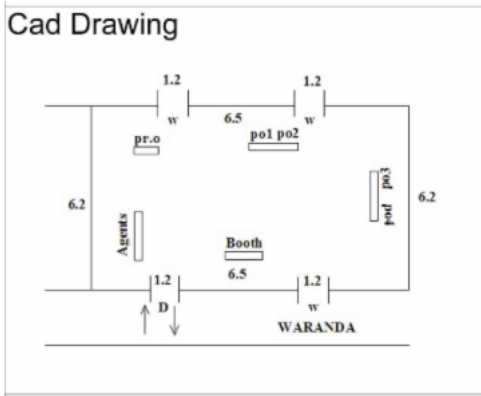 Cad Drawing
1.2
1.2
w
6.5
w
pr.o
po1 po2
po3
po4
6.2
6.2
Agents
Booth
1.2
6.5
1.2
D
w
WARANDA